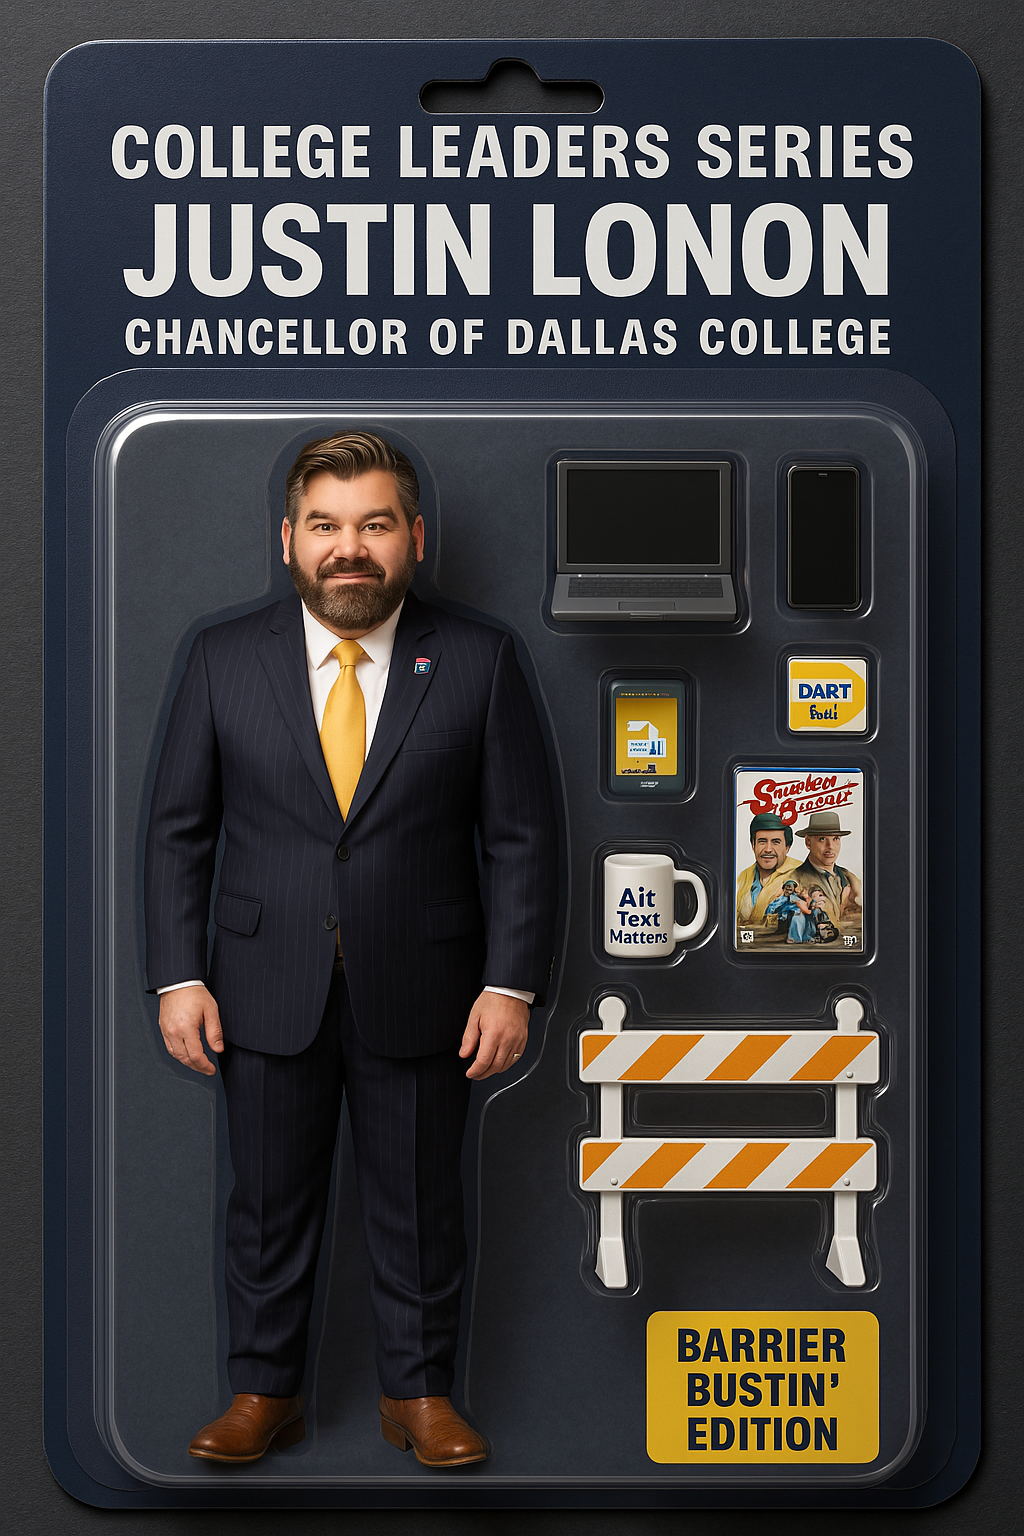 COLLEGE LEADERS SERIES
JUSTIN LONON
CHANCELLOR OF DALLAS COLLEGE
DART
Ait
Text
Matters
BARRIER
BUSTIN'
EDITION